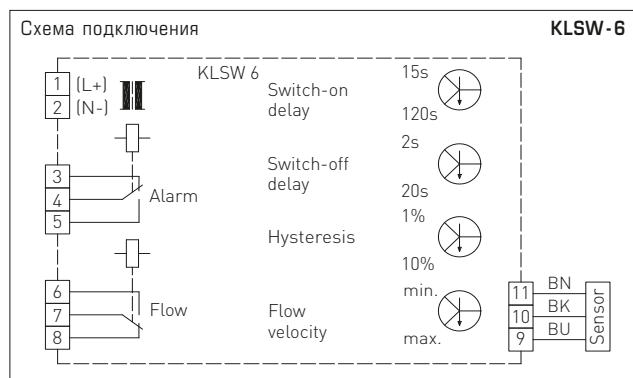 Схема подключения KLSW-6
KLSW 6
1 (L+)
2 (N-)
Switch-on
delay
15s
120s
3
4
5
Alarm
Switch-off
delay
2s
20s
Hysteresis
1%
10%
6
7
8
Flow
Flow
velocity
min.
max.
11 BN
10 BK
9 BU
Sensor